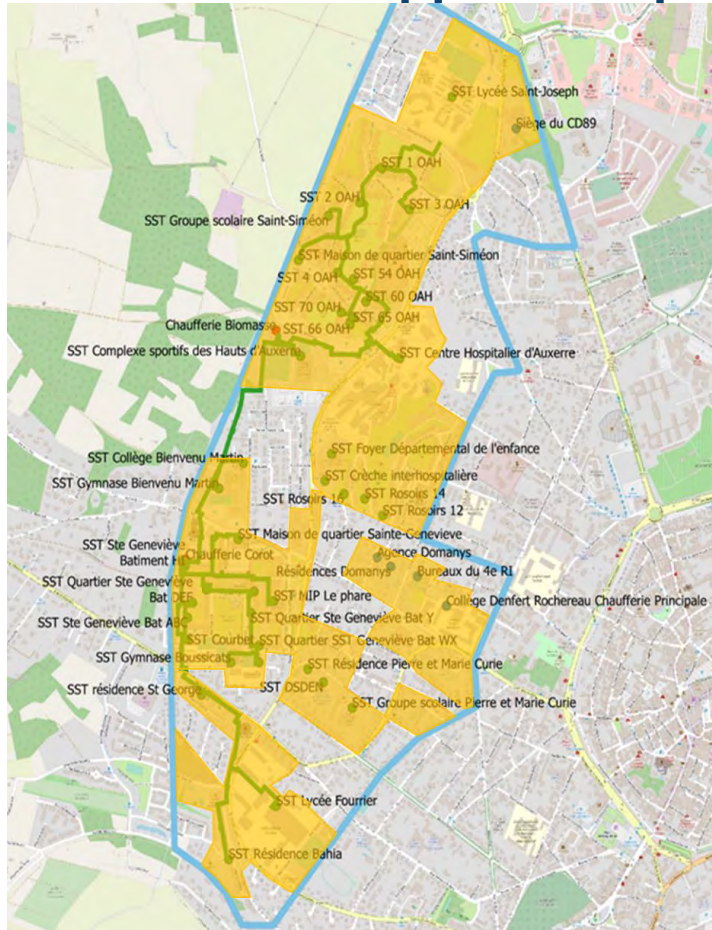 SST Lycée Saint-Joseph
Siège du CD89
SST 1 OAH
SST 2 OAH
SST 3 OAH
SST Groupe scolaire Saint-Siméon
SST Maison de quartier Saint-Siméon
SST 4 OAH
SST 54 OAH
SST 60 OAH
SST 70 OAH
SST 65 OAH
Chaufferie Biomasse
SST 66 OAH
SST Complexe sportifs des Hauts d'Auxerre
SST Centre Hospitalier d'Auxerre
SST Foyer Départemental de l'enfance
SST Collège Bienvenu Martin
SST Crèche interhospitalière
SST Gymnase Bienvenu Martin
SST Rosoirs 14
SST Rosoirs 16
SST Rosoirs 12
SST Maison de quartier Sainte-Genevieve
SST Ste Geneviève
Batiment HI
Chaufferie Corot
Agence Domanys
Résidences Domanys
Bureaux du 4e RI
SST Quartier Ste Geneviève
Bat DEF
SST NIP Le phare
Collège Denfert Rochereau Chaufferie Principale
SST Ste Geneviève Bat ABC
SST Quartier Ste Geneviève Bat Y
SST Courbet
SST Quartier SST Geneviève Bat WX
SST Gymnase Boussicats
SST Résidence Pierre et Marie Curie
SST résidence St George
SST DSDEN
SST Groupe scolaire Pierre et Marie Curie
SST Lycée Fourrier
SST Résidence Bahia